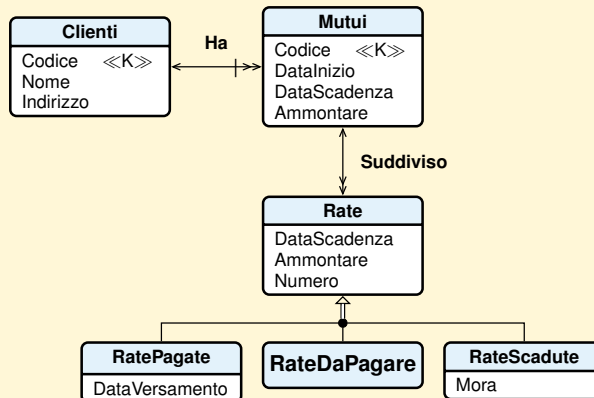 Clienti
Codice ≪K≫
Nome
Indirizzo
Ha
Mutui
Codice ≪K≫
DataInizio
DataScadenza
Ammontare
Suddiviso
Rate
DataScadenza
Ammontare
Numero
RatePagate
DataVersamento
RateDaPagare
RateScadute
Mora